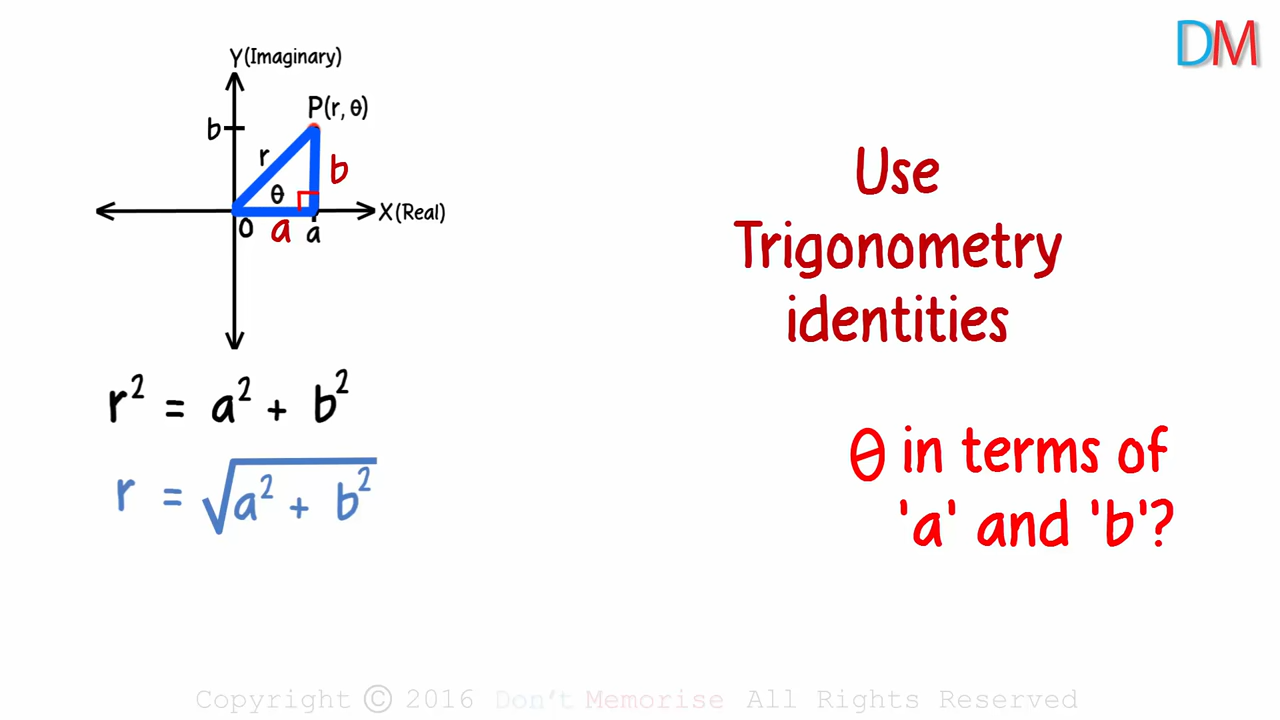 DM
Y(Imaginary)
P(r, θ)
b
r
b
θ
X(Real)
O
a
a
Use
Trigonometry
identities
r² = a² + b²
r = √a² + b²
θ in terms of
'a' and 'b'?
Copyright © 2016 Don't Memorise All Rights Reserved